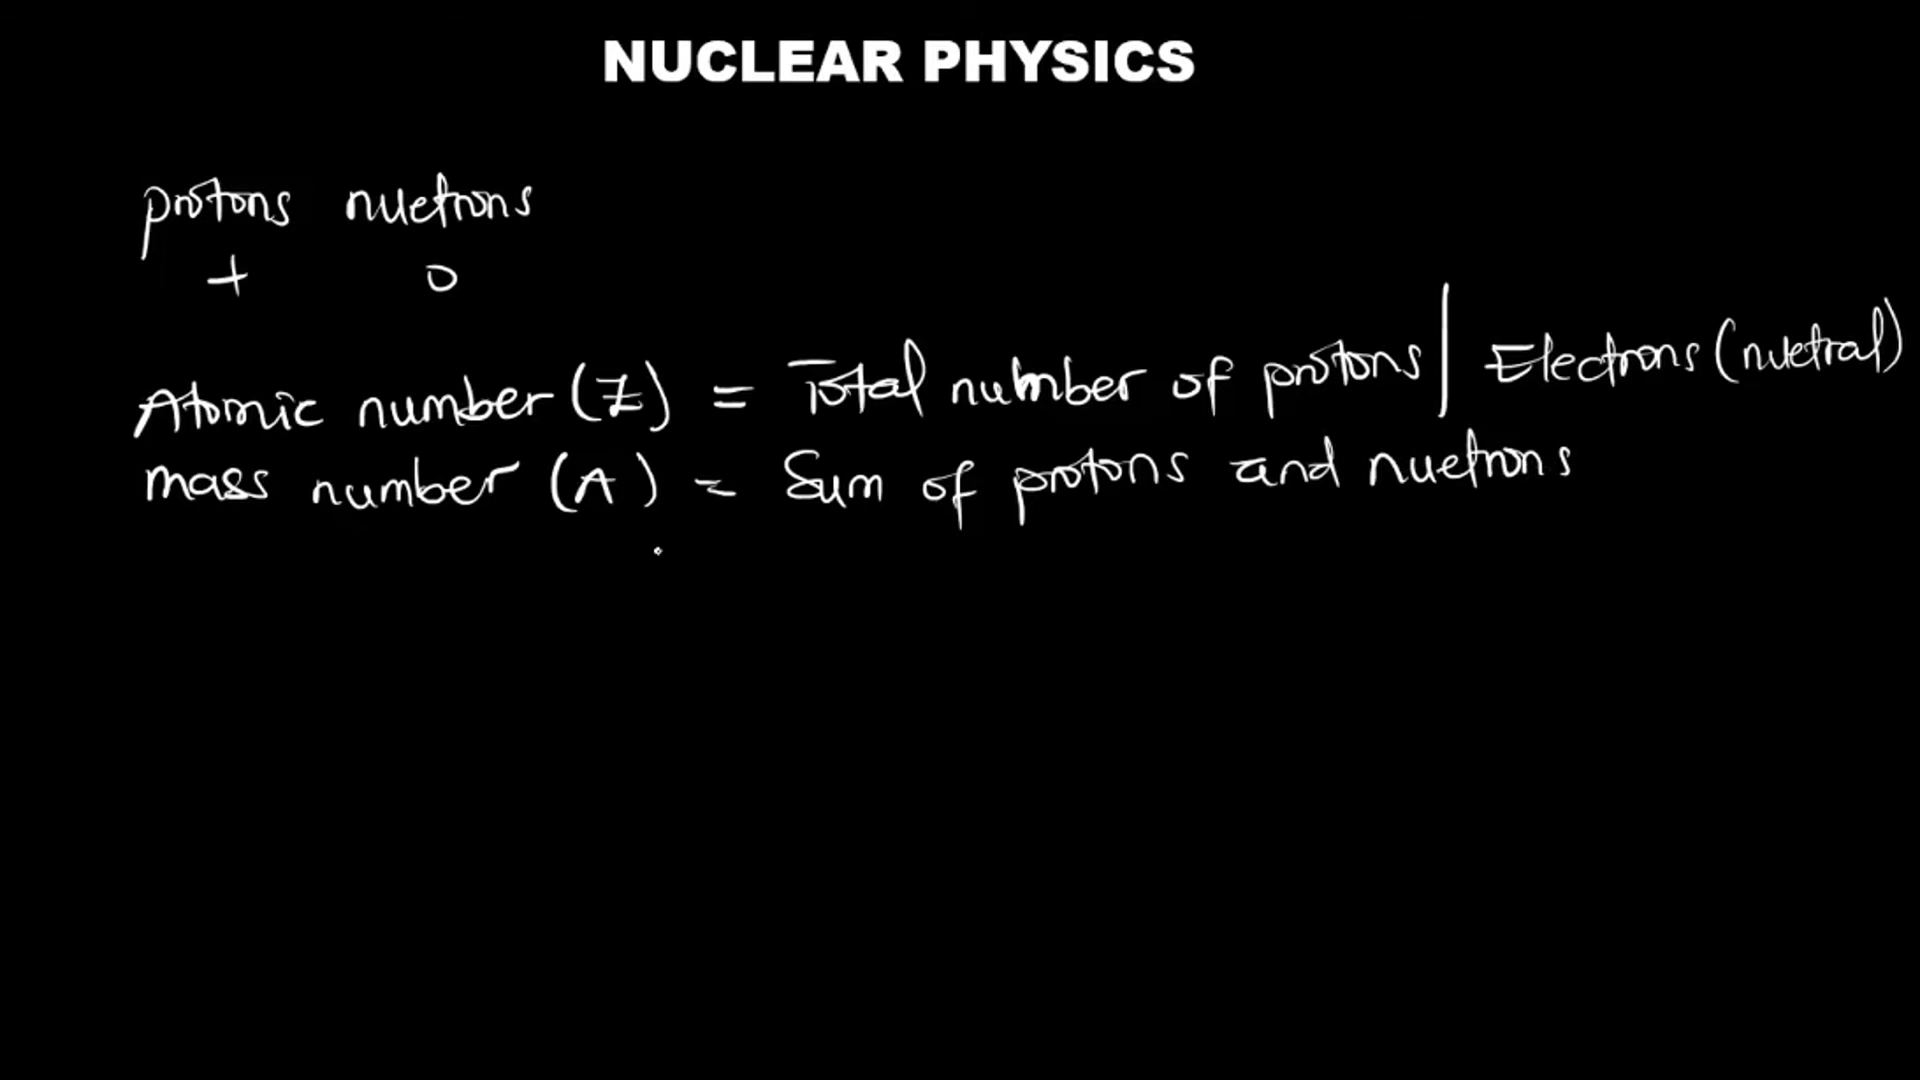 NUCLEAR PHYSICS
protons nuetrons
+ 0
Atomic number (Z) = Total number of protons | Electrons (nuetral)
mass number (A) = Sum of protons and nuetrons